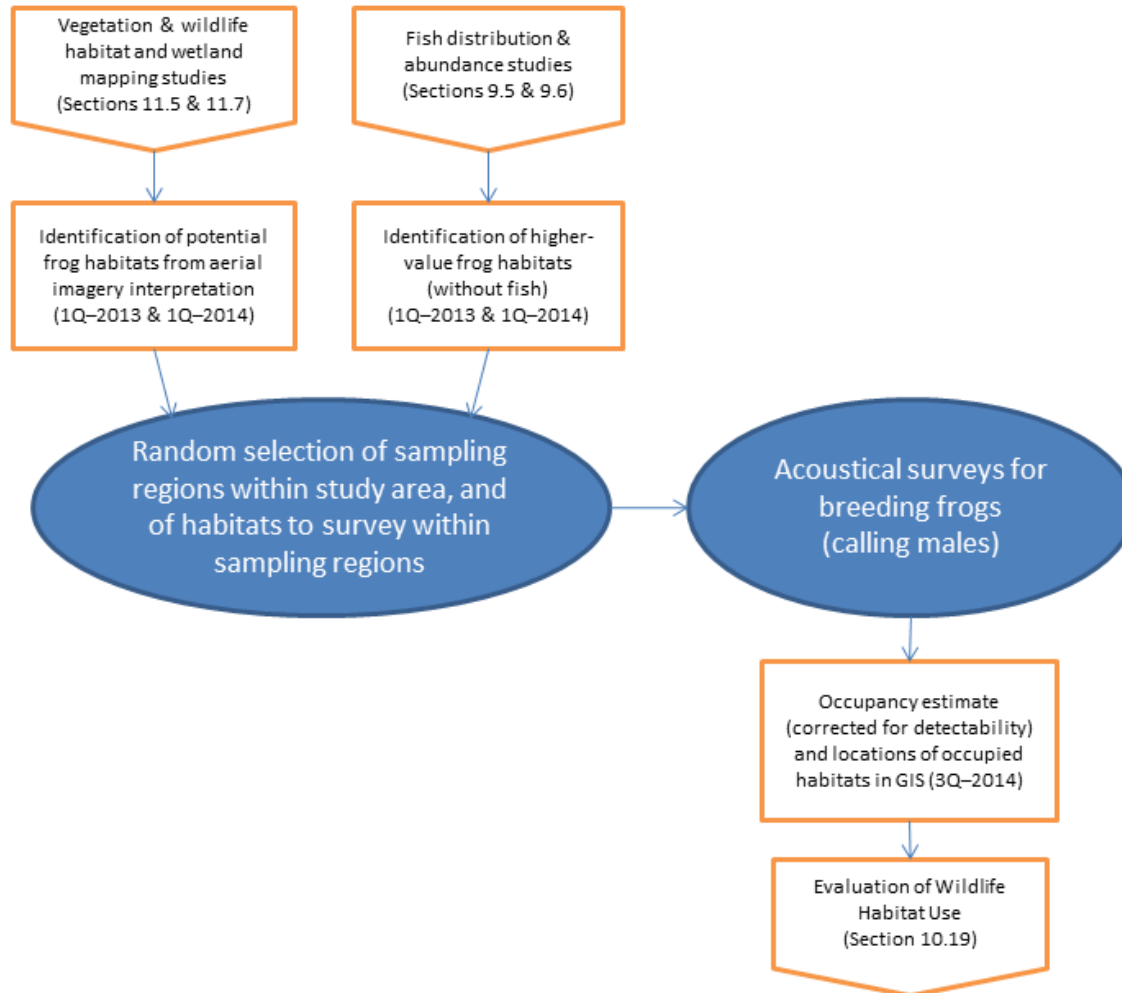 Vegetation & wildlife
habitat and wetland
mapping studies
(Sections 11.5 & 11.7)
Fish distribution &
abundance studies
(Sections 9.5 & 9.6)
Identification of potential
frog habitats from aerial
imagery interpretation
(1Q–2013 & 1Q–2014)
Identification of higher-
value frog habitats
(without fish)
(1Q–2013 & 1Q–2014)
Random selection of sampling
regions within study area, and
of habitats to survey within
sampling regions
Acoustical surveys for
breeding frogs
(calling males)
Occupancy estimate
(corrected for detectability)
and locations of occupied
habitats in GIS (3Q–2014)
Evaluation of Wildlife
Habitat Use
(Section 10.19)